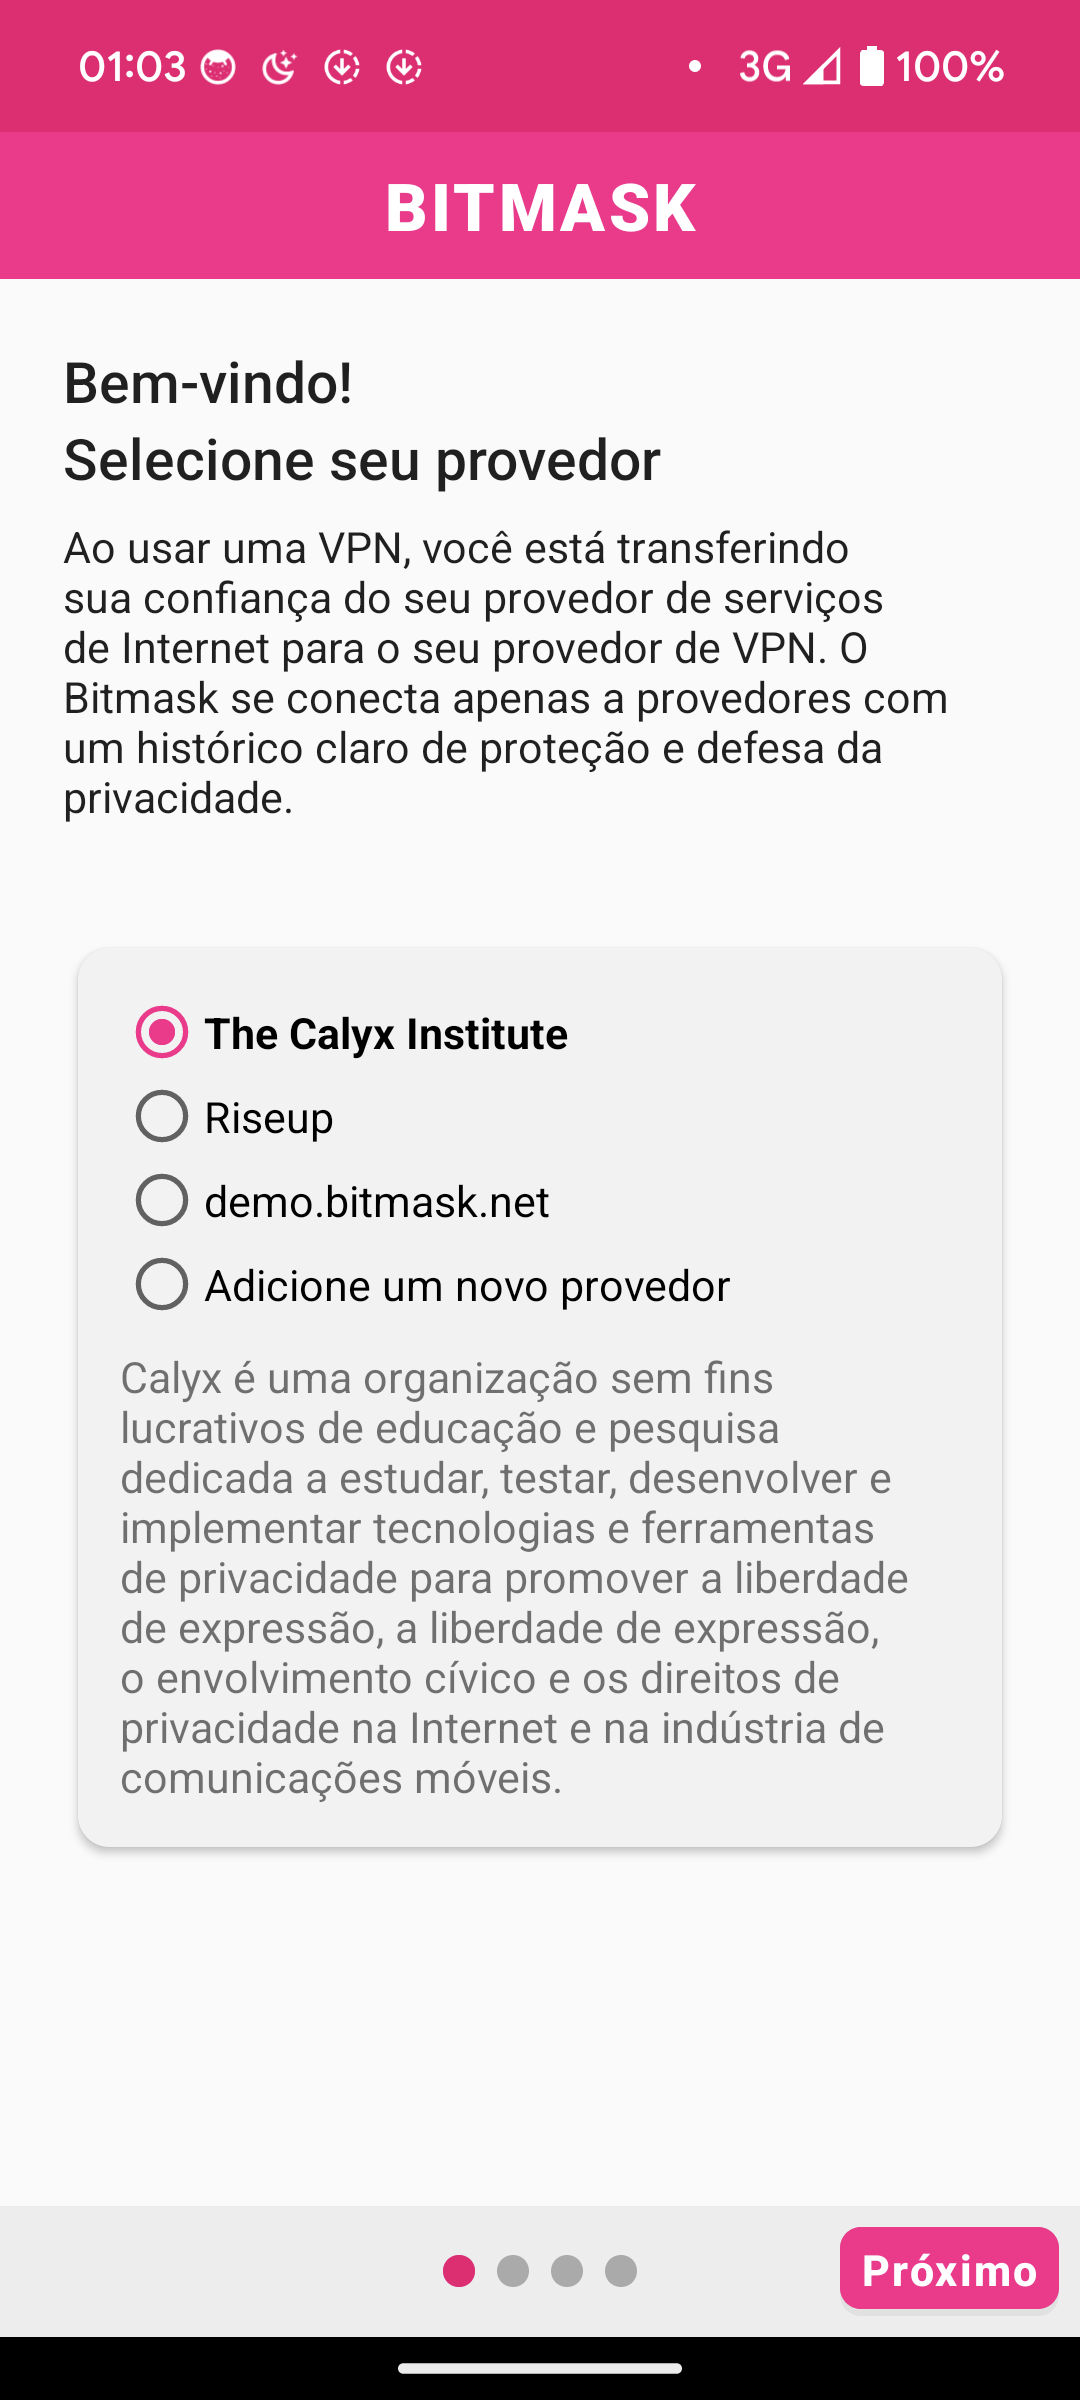 01:03
3G 100%
BITMASK
Bem-vindo!
Selecione seu provedor
Ao usar uma VPN, você está transferindo
sua confiança do seu provedor de serviços
de Internet para o seu provedor de VPN. O
Bitmask se conecta apenas a provedores com
um histórico claro de proteção e defesa da
privacidade.
The Calyx Institute
Riseup
demo.bitmask.net
Adicione um novo provedor
Calyx é uma organização sem fins
lucrativos de educação e pesquisa
dedicada a estudar, testar, desenvolver e
implementar tecnologias e ferramentas
de privacidade para promover a liberdade
de expressão, a liberdade de expressão,
o envolvimento cívico e os direitos de
privacidade na Internet e na indústria de
comunicações móveis.
Próximo